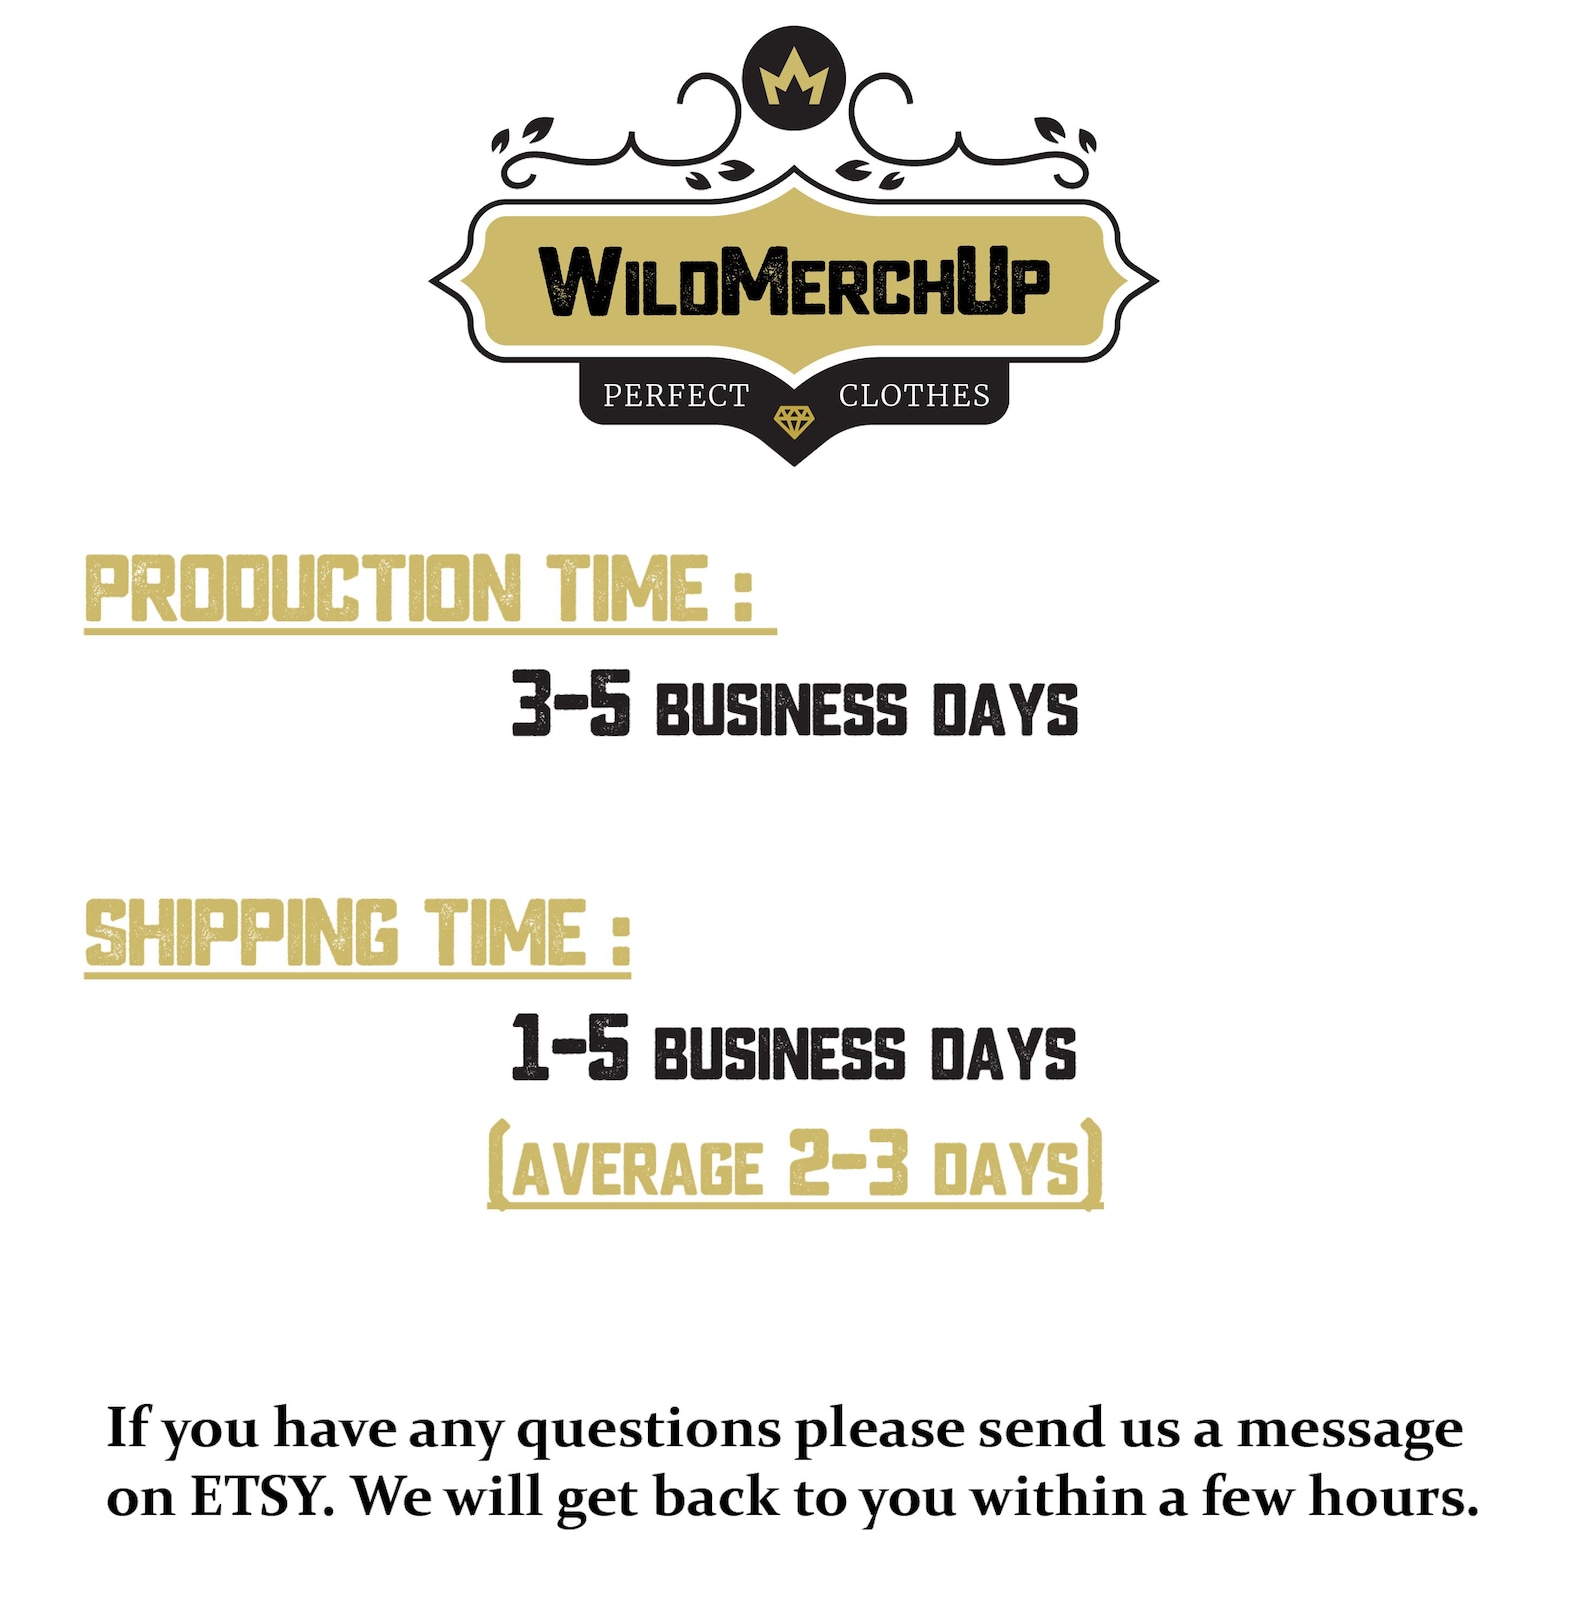 WildMerchUp
PERFECT CLOTHES
PRODUCTION TIME :
3-5 BUSINESS DAYS
SHIPPING TIME :
1-5 BUSINESS DAYS
(AVERAGE 2-3 DAYS)
If you have any questions please send us a message
on ETSY. We will get back to you within a few hours.